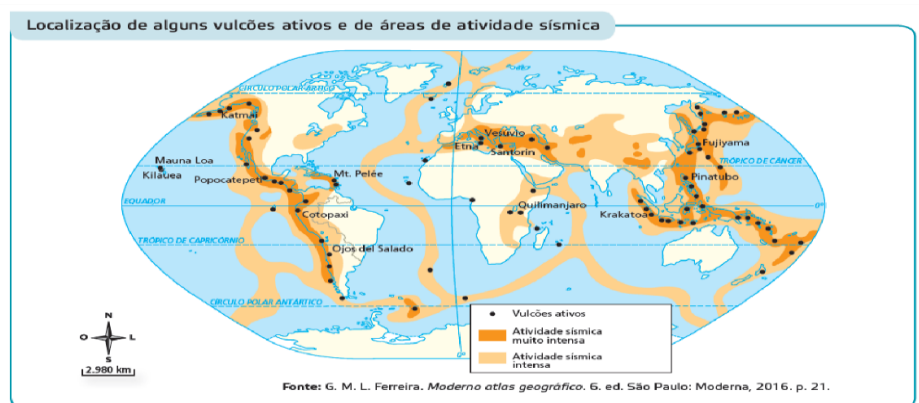 Localização de alguns vulcões ativos e de áreas de atividade sísmica
CÍRCULO POLAR ÁRTICO
Katmai
Vesúvio
Etna
Santorin
Fujiyama
Mauna Loa
Kilauea
TRÓPICO DE CÂNCER
Popocatepetl
Mt. Pelée
Pinatubo
EQUADOR
0°
Quilimanjaro
Krakatoa
Cotopaxi
TRÓPICO DE CAPRICÓRNIO
Ojos del Salado
CÍRCULO POLAR ANTÁRTICO
0°
N
O
L
S
2.980 km
Vulcões ativos
Atividade sísmica
muito intensa
Atividade sísmica
intensa
Fonte: G. M. L. Ferreira. Moderno atlas geográfico. 6. ed. São Paulo: Moderna, 2016. p. 21.